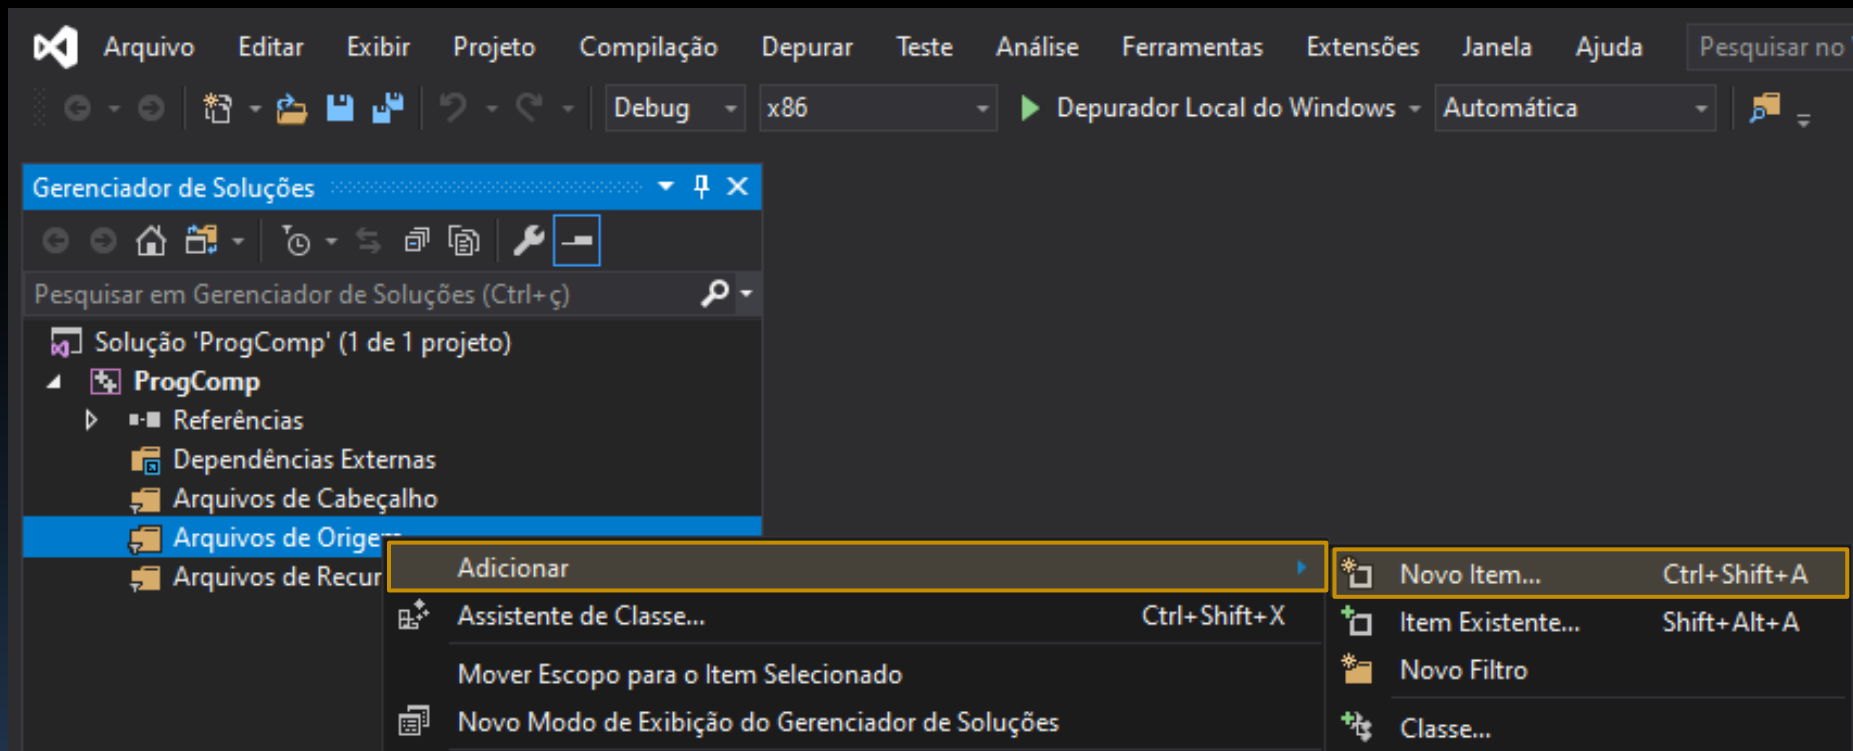 Arquivo Editar Exibir Projeto Compilação Depurar Teste Análise Ferramentas Extensões Janela Ajuda Pesquisar no
Debug x86 Depurador Local do Windows Automática
Gerenciador de Soluções
Pesquisar em Gerenciador de Soluções (Ctrl+ç)
Solução 'ProgComp' (1 de 1 projeto)
ProgComp
Referências
Dependências Externas
Arquivos de Cabeçalho
Arquivos de Origem
Arquivos de Recur
Adicionar
Assistente de Classe... Ctrl+Shift+X
Mover Escopo para o Item Selecionado
Novo Modo de Exibição do Gerenciador de Soluções
Novo Item... Ctrl+Shift+A
Item Existente... Shift+Alt+A
Novo Filtro
Classe...